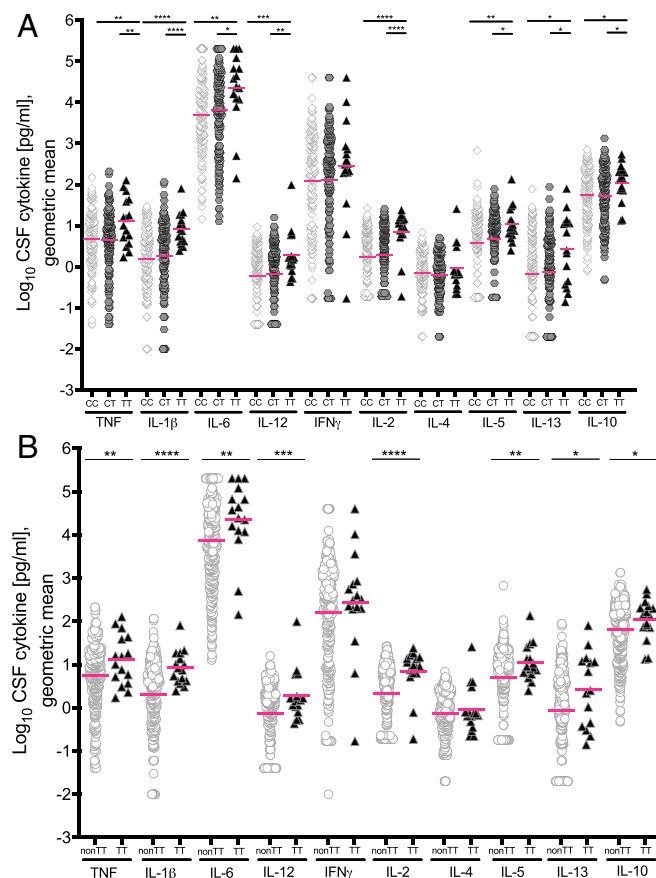 A
** **** ** *** **** ** * *
** **** * ** **** * * *
Log10 CSF cytokine [pg/ml],
geometric mean
6
5
4
3
2
1
0
-1
-2
-3
CC CT TT CC CT TT CC CT TT CC CT TT CC CT TT CC CT TT CC CT TT CC CT TT CC CT TT CC CT TT
TNF IL-1β IL-6 IL-12 IFNγ IL-2 IL-4 IL-5 IL-13 IL-10
B
** **** ** *** **** ** * *
Log10 CSF cytokine [pg/ml],
geometric mean
6
5
4
3
2
1
0
-1
-2
-3
nonTT TT nonTT TT nonTT TT nonTT TT nonTT TT nonTT TT nonTT TT nonTT TT nonTT TT nonTT TT
TNF IL-1β IL-6 IL-12 IFNγ IL-2 IL-4 IL-5 IL-13 IL-10